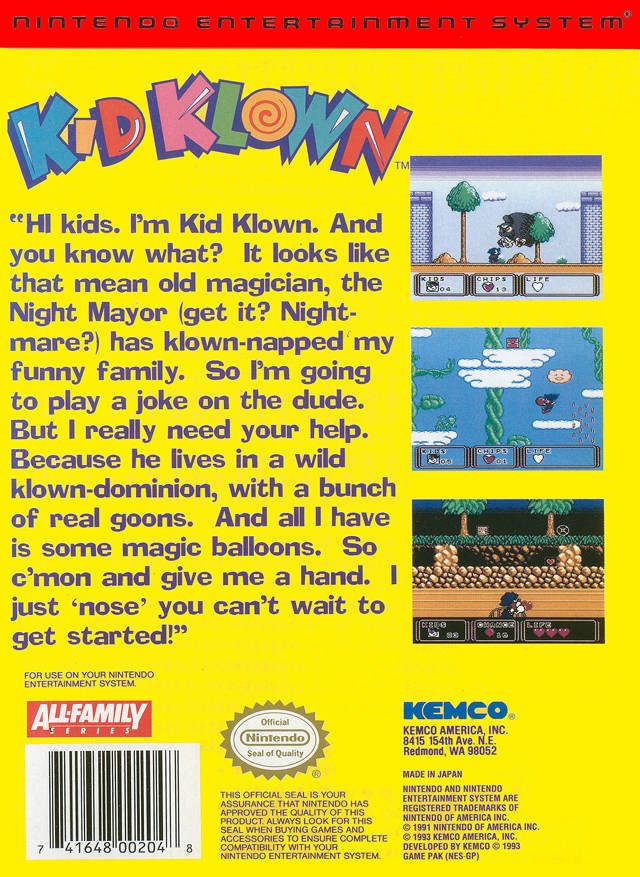 NINTENDO ENTERTAINMENT SYSTEM®
KID KLOWN™
“HI kids. I’m Kid Klown. And
you know what? It looks like
that mean old magician, the
Night Mayor (get it? Night-
mare?) has klown-napped my
funny family. So I’m going
to play a joke on the dude.
But I really need your help.
Because he lives in a wild
klown-dominion, with a bunch
of real goons. And all I have
is some magic balloons. So
c’mon and give me a hand. I
just ‘nose’ you can’t wait to
get started!”
KIDS CHIPS LIFE
04 13
KIDS CHIPS LIFE
06 01
KIDS CHANCE LIFE
03 10
FOR USE ON YOUR NINTENDO
ENTERTAINMENT SYSTEM.
ALL-FAMILY
SERIES
7 41648 00204 8
Official
Nintendo
Seal of Quality
®
THIS OFFICIAL SEAL IS YOUR
ASSURANCE THAT NINTENDO HAS
APPROVED THE QUALITY OF THIS
PRODUCT. ALWAYS LOOK FOR THIS
SEAL WHEN BUYING GAMES AND
ACCESSORIES TO ENSURE COMPLETE
COMPATIBILITY WITH YOUR
NINTENDO ENTERTAINMENT SYSTEM.
KEMCO®
KEMCO AMERICA, INC.
8415 154th Ave. N.E.
Redmond, WA 98052
MADE IN JAPAN
NINTENDO AND NINTENDO
ENTERTAINMENT SYSTEM ARE
REGISTERED TRADEMARKS OF
NINTENDO OF AMERICA INC.
© 1991 NINTENDO OF AMERICA INC.
© 1993 KEMCO AMERICA, INC.
DEVELOPED BY KEMCO © 1993
GAME PAK (NES-GP)